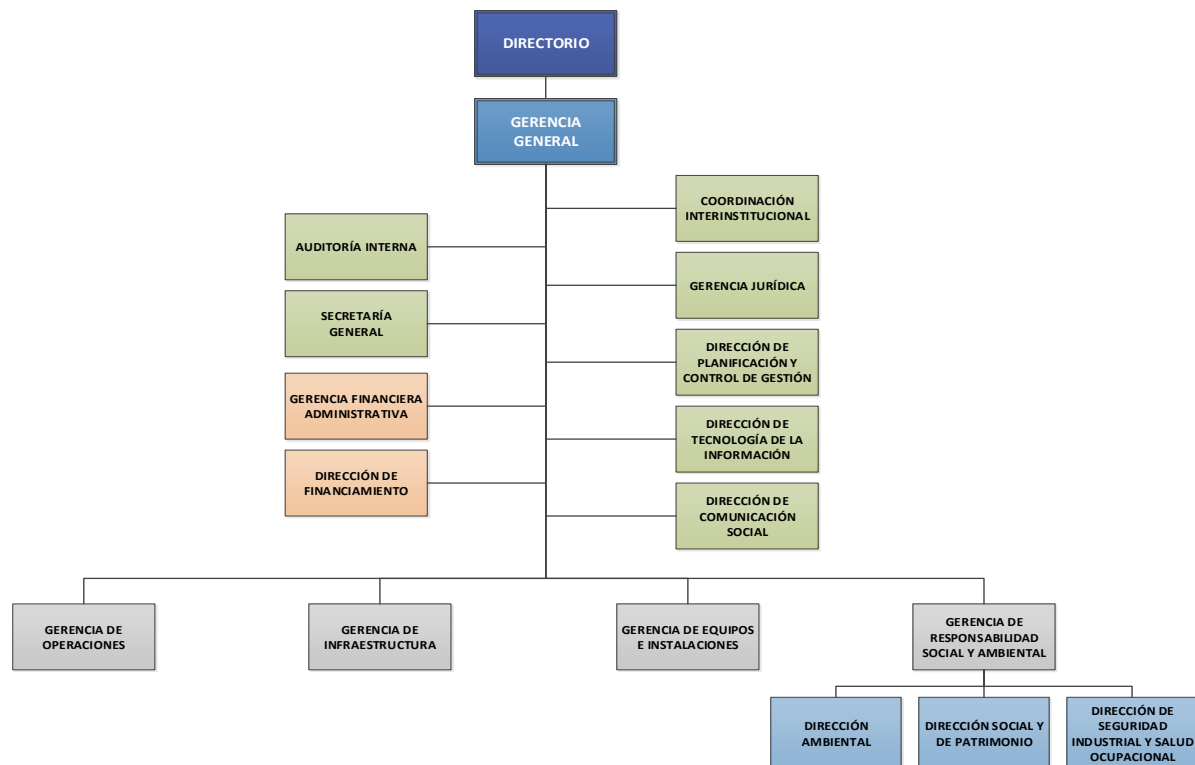 DIRECTORIO
GERENCIA
GENERAL
COORDINACIÓN
INTERINSTITUCIONAL
AUDITORÍA INTERNA
GERENCIA JURÍDICA
SECRETARÍA
GENERAL
DIRECCIÓN DE
PLANIFICACIÓN Y
CONTROL DE GESTIÓN
GERENCIA FINANCIERA
ADMINISTRATIVA
DIRECCIÓN DE
TECNOLOGÍA DE LA
INFORMACIÓN
DIRECCIÓN DE
FINANCIAMIENTO
DIRECCIÓN DE
COMUNICACIÓN
SOCIAL
GERENCIA DE
OPERACIONES
GERENCIA DE
INFRAESTRUCTURA
GERENCIA DE EQUIPOS
E INSTALACIONES
GERENCIA DE
RESPONSABILIDAD
SOCIAL Y AMBIENTAL
DIRECCIÓN
AMBIENTAL
DIRECCIÓN SOCIAL Y
DE PATRIMONIO
DIRECCIÓN DE
SEGURIDAD
INDUSTRIAL Y SALUD
OCUPACIONAL